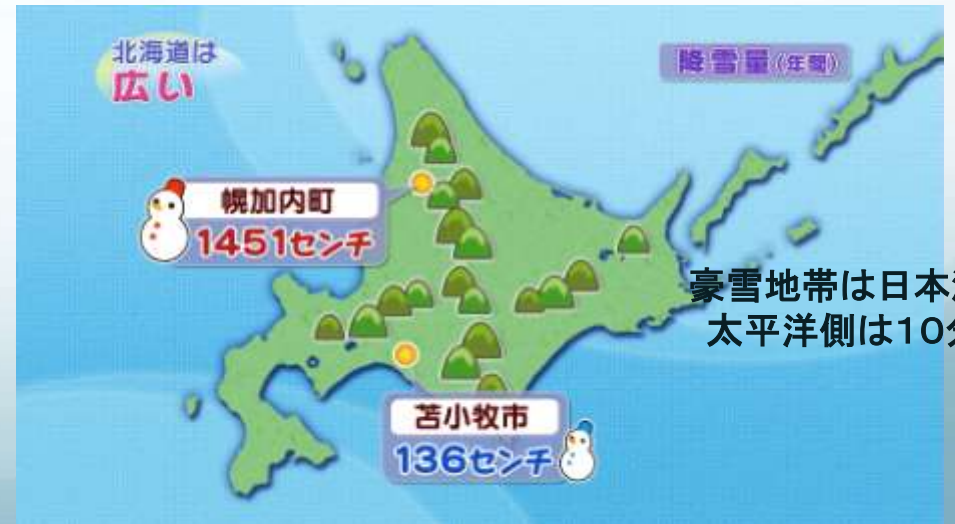 北海道は
広い
降雪量(年間)
幌加内町
1451センチ
豪雪地帯は日本
太平洋側は10
苫小牧市
136センチ